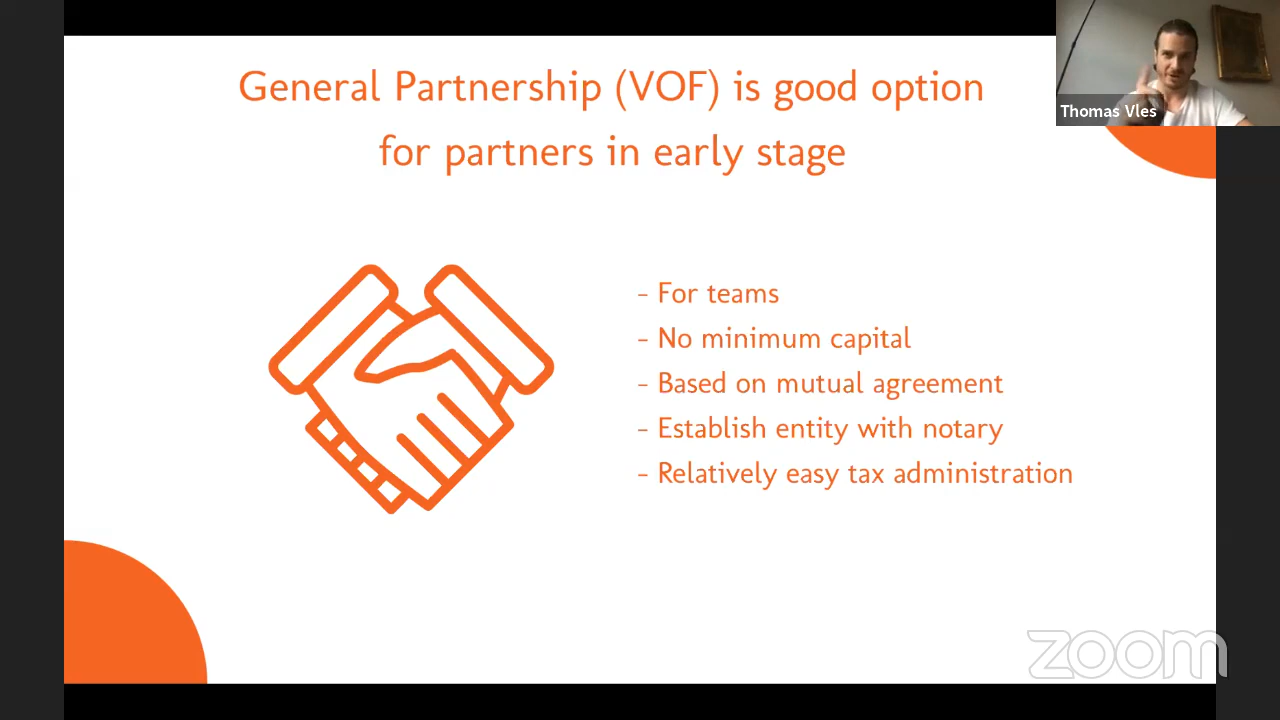 General Partnership (VOF) is good option
for partners in early stage
Thomas Vles
- For teams
- No minimum capital
- Based on mutual agreement
- Establish entity with notary
- Relatively easy tax administration
zoom